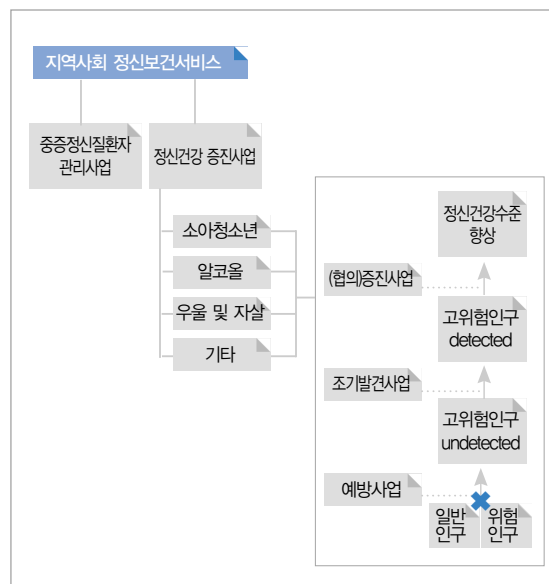 지역사회 정신보건서비스
중증정신질환자
관리사업
정신건강 증진사업
소아청소년
알코올
우울 및 자살
기타
정신건강수준
향상
(협의)증진사업
고위험인구
detected
조기발견사업
고위험인구
undetected
예방사업
일반
인구
위험
인구